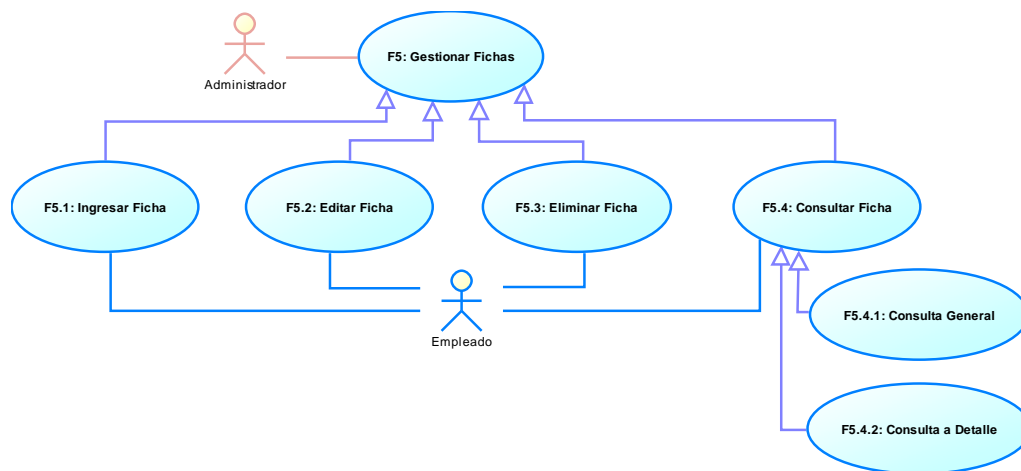 F5: Gestionar Fichas
Administrador
F5.1: Ingresar Ficha
F5.2: Editar Ficha
F5.3: Eliminar Ficha
F5.4: Consultar Ficha
Empleado
F5.4.1: Consulta General
F5.4.2: Consulta a Detalle